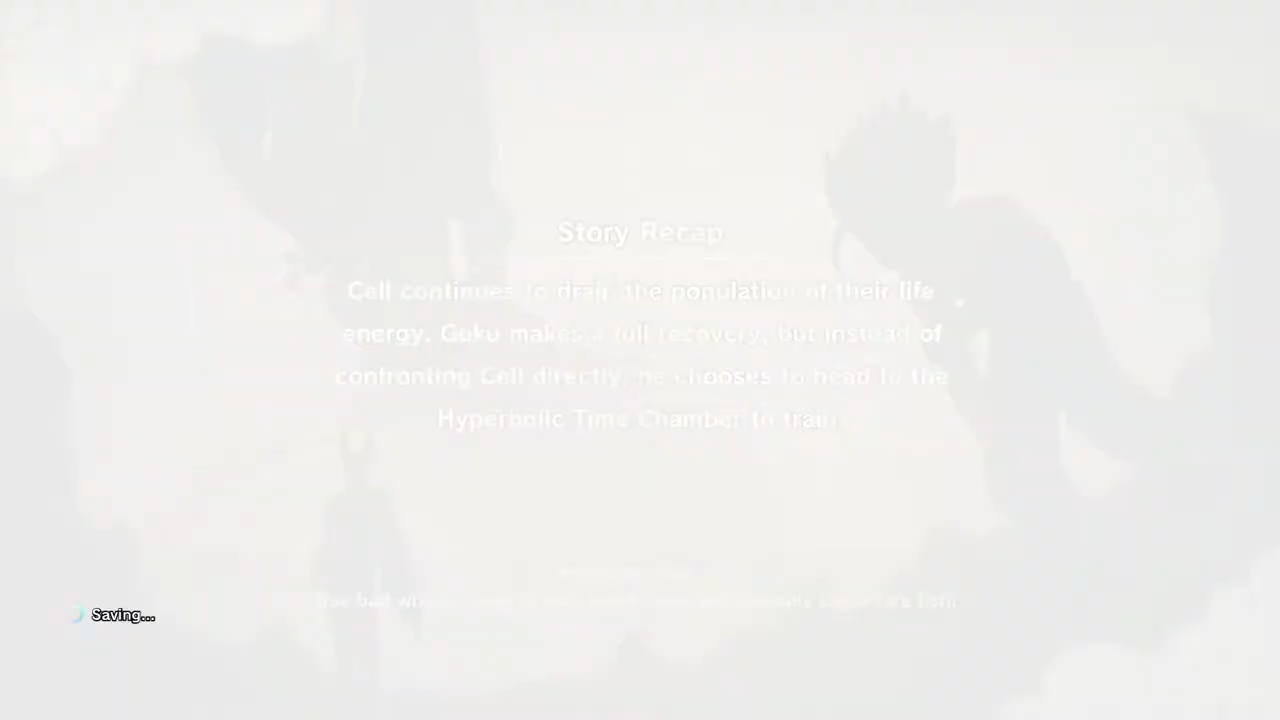 Story Recap
Cell continues to drain the population of their life
energy. Goku makes a full recovery, but instead of
confronting Cell directly, he chooses to head to the
Hyperbolic Time Chamber to train.
Saving...